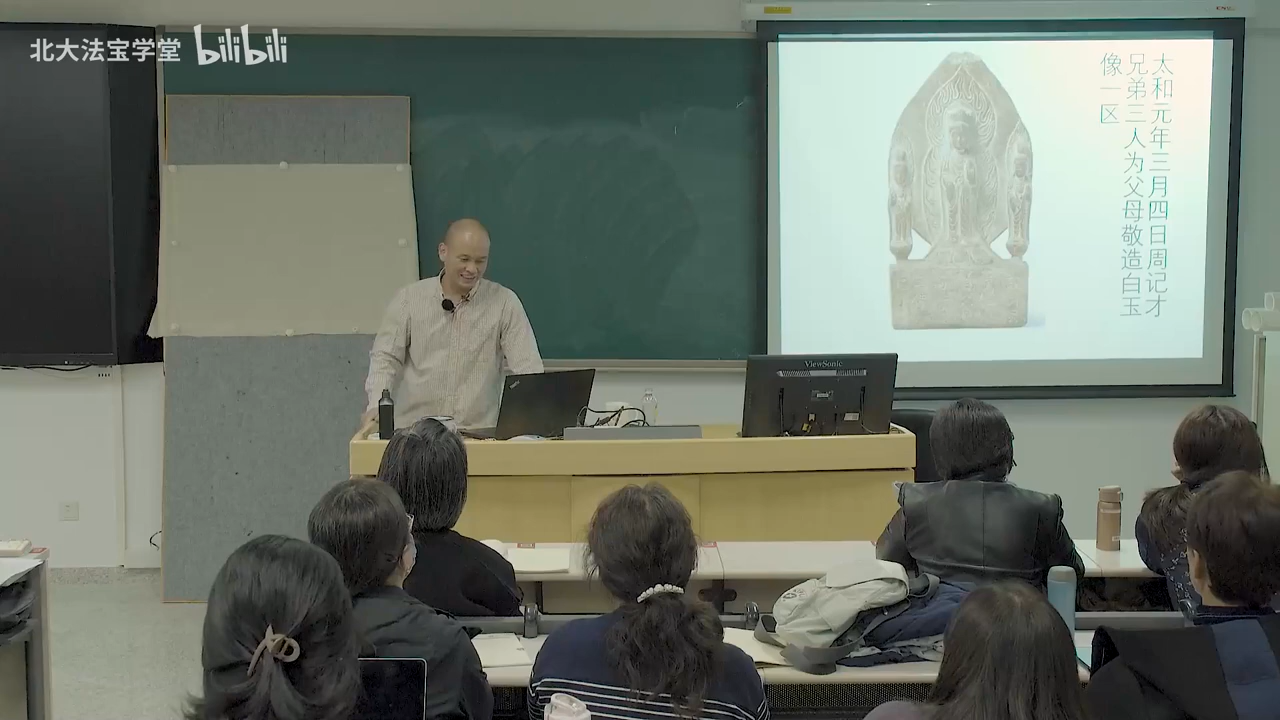 北大法宝学堂 bilibili
太和元年三月四日周记才
兄弟三人为父母敬造白玉
像一区
ViewSonic